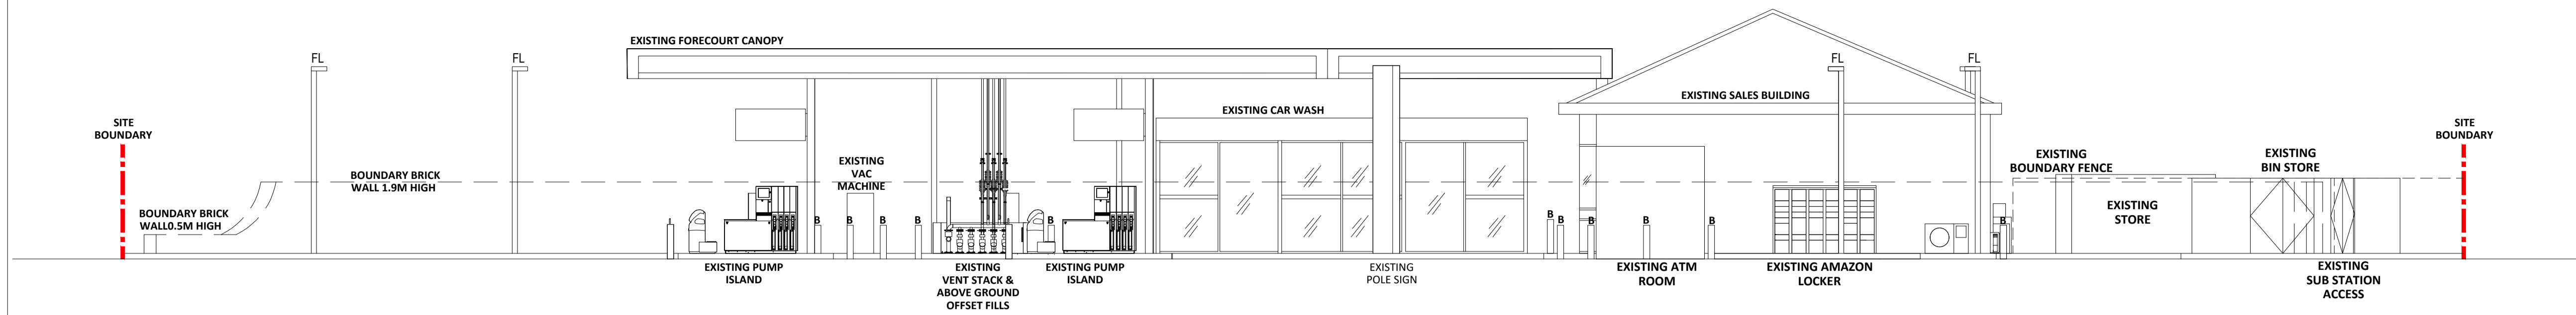 EXISTING FORECOURT CANOPY
FL
FL
FL
FL
EXISTING SALES BUILDING
EXISTING CAR WASH
SITE
BOUNDARY
SITE
BOUNDARY
EXISTING
VAC
MACHINE
BOUNDARY BRICK
WALL 1.9M HIGH
EXISTING
BOUNDARY FENCE
EXISTING
BIN STORE
BOUNDARY BRICK
WALL0.5M HIGH
EXISTING
STORE
B
B
B
B
B
B
B
B
B
B
B
EXISTING PUMP
ISLAND
EXISTING
VENT STACK &
ABOVE GROUND
OFFSET FILLS
EXISTING PUMP
ISLAND
EXISTING
POLE SIGN
EXISTING ATM
ROOM
EXISTING AMAZON
LOCKER
EXISTING
SUB STATION
ACCESS